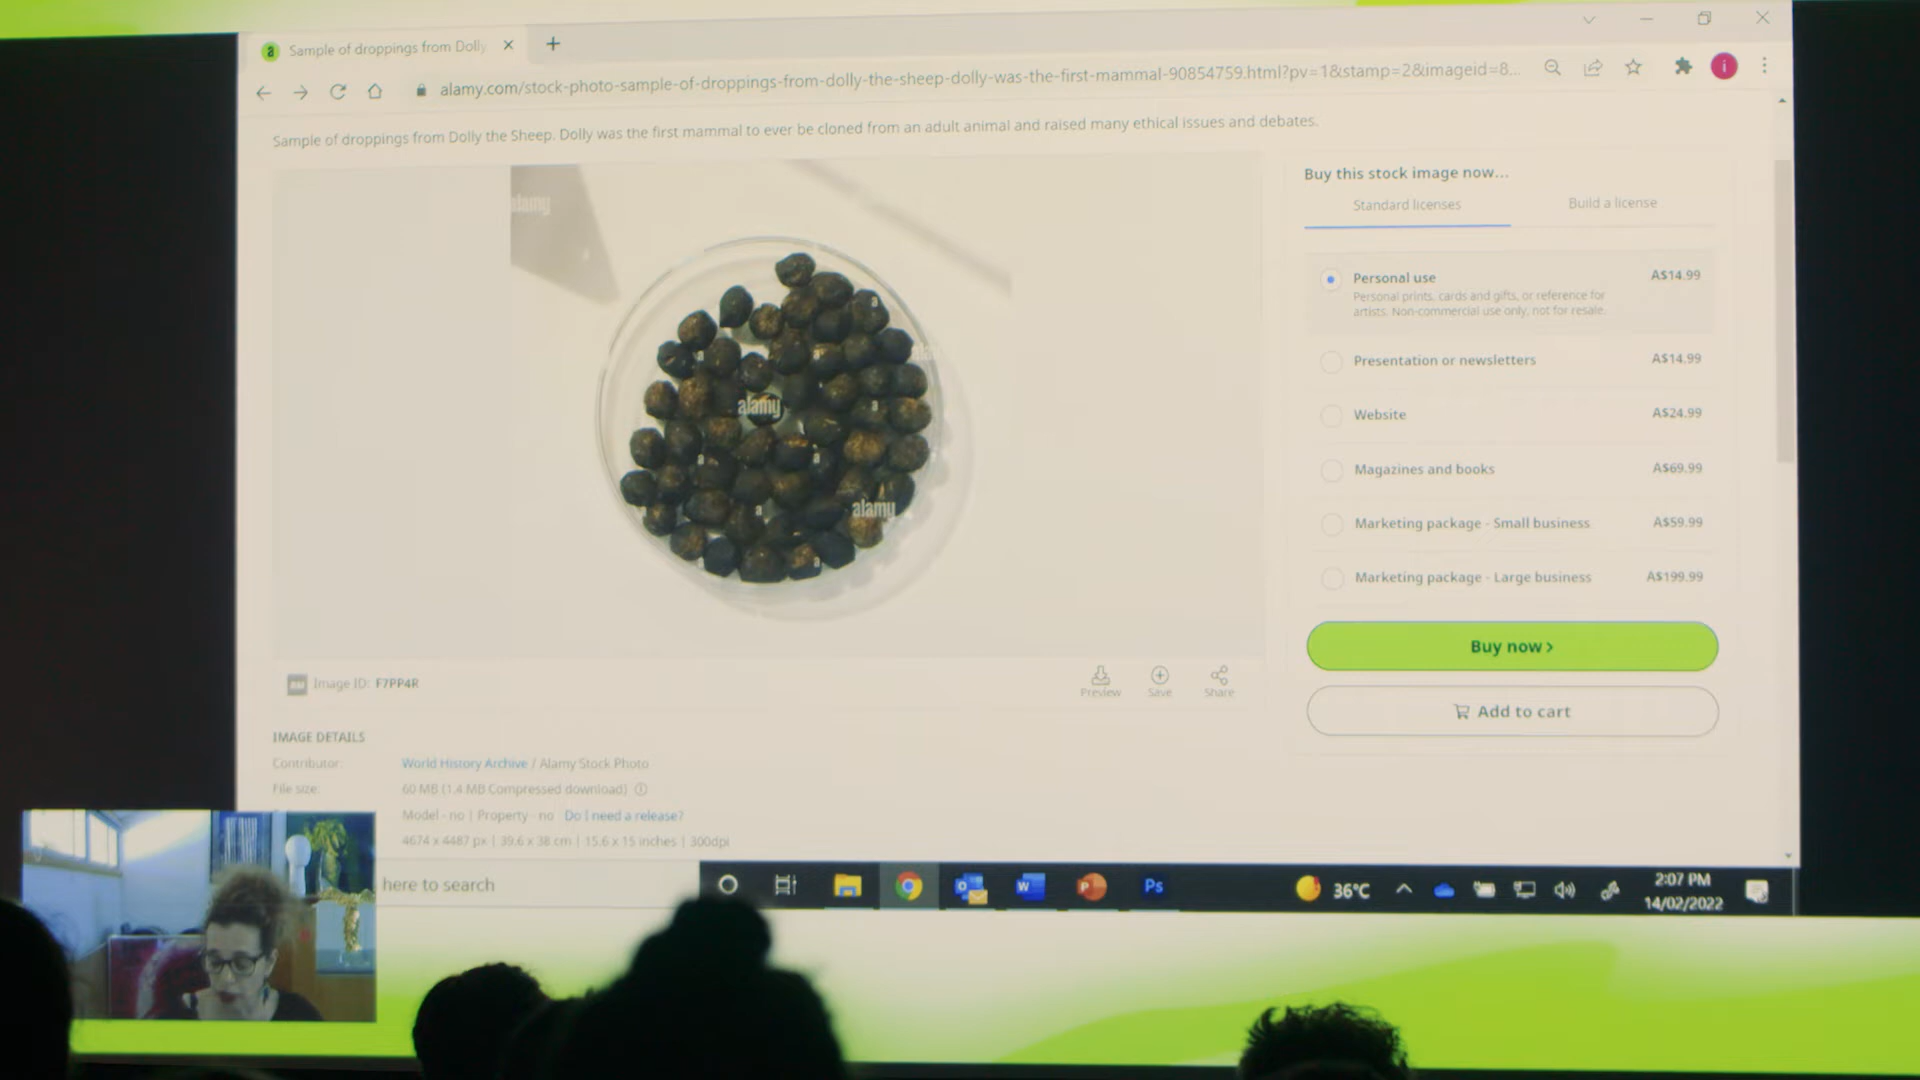 Sample of droppings from Dolly
alamy.com/stock-photo-sample-of-droppings-from-dolly-the-sheep-dolly-was-the-first-mammal-90854759.html?pv=1&stamp=2&imageid=8...
i
Sample of droppings from Dolly the Sheep. Dolly was the first mammal to ever be cloned from an adult animal and raised many ethical issues and debates.
alamy
a
a
a
alamy
a
a
a
a
alamy
a
Buy this stock image now...
Standard licenses
Build a license
Personal use
A$14.99
Personal prints, cards and gifts, or reference for
artists. Non-commercial use only, not for resale.
Presentation or newsletters
A$14.99
Website
A$24.99
Magazines and books
A$69.99
Marketing package - Small business
A$59.99
Marketing package - Large business
A$199.99
Buy now >
Add to cart
Image ID: F7PP4R
Preview
Save
Share
IMAGE DETAILS
Contributor:
World History Archive / Alamy Stock Photo
File size:
60 MB (1.4 MB Compressed download)
Model - no | Property - no Do I need a release?
4674 x 4487 px | 39.6 x 38 cm | 15.6 x 15 inches | 300dpi
here to search
Ps
36°C
2:07 PM
14/02/2022